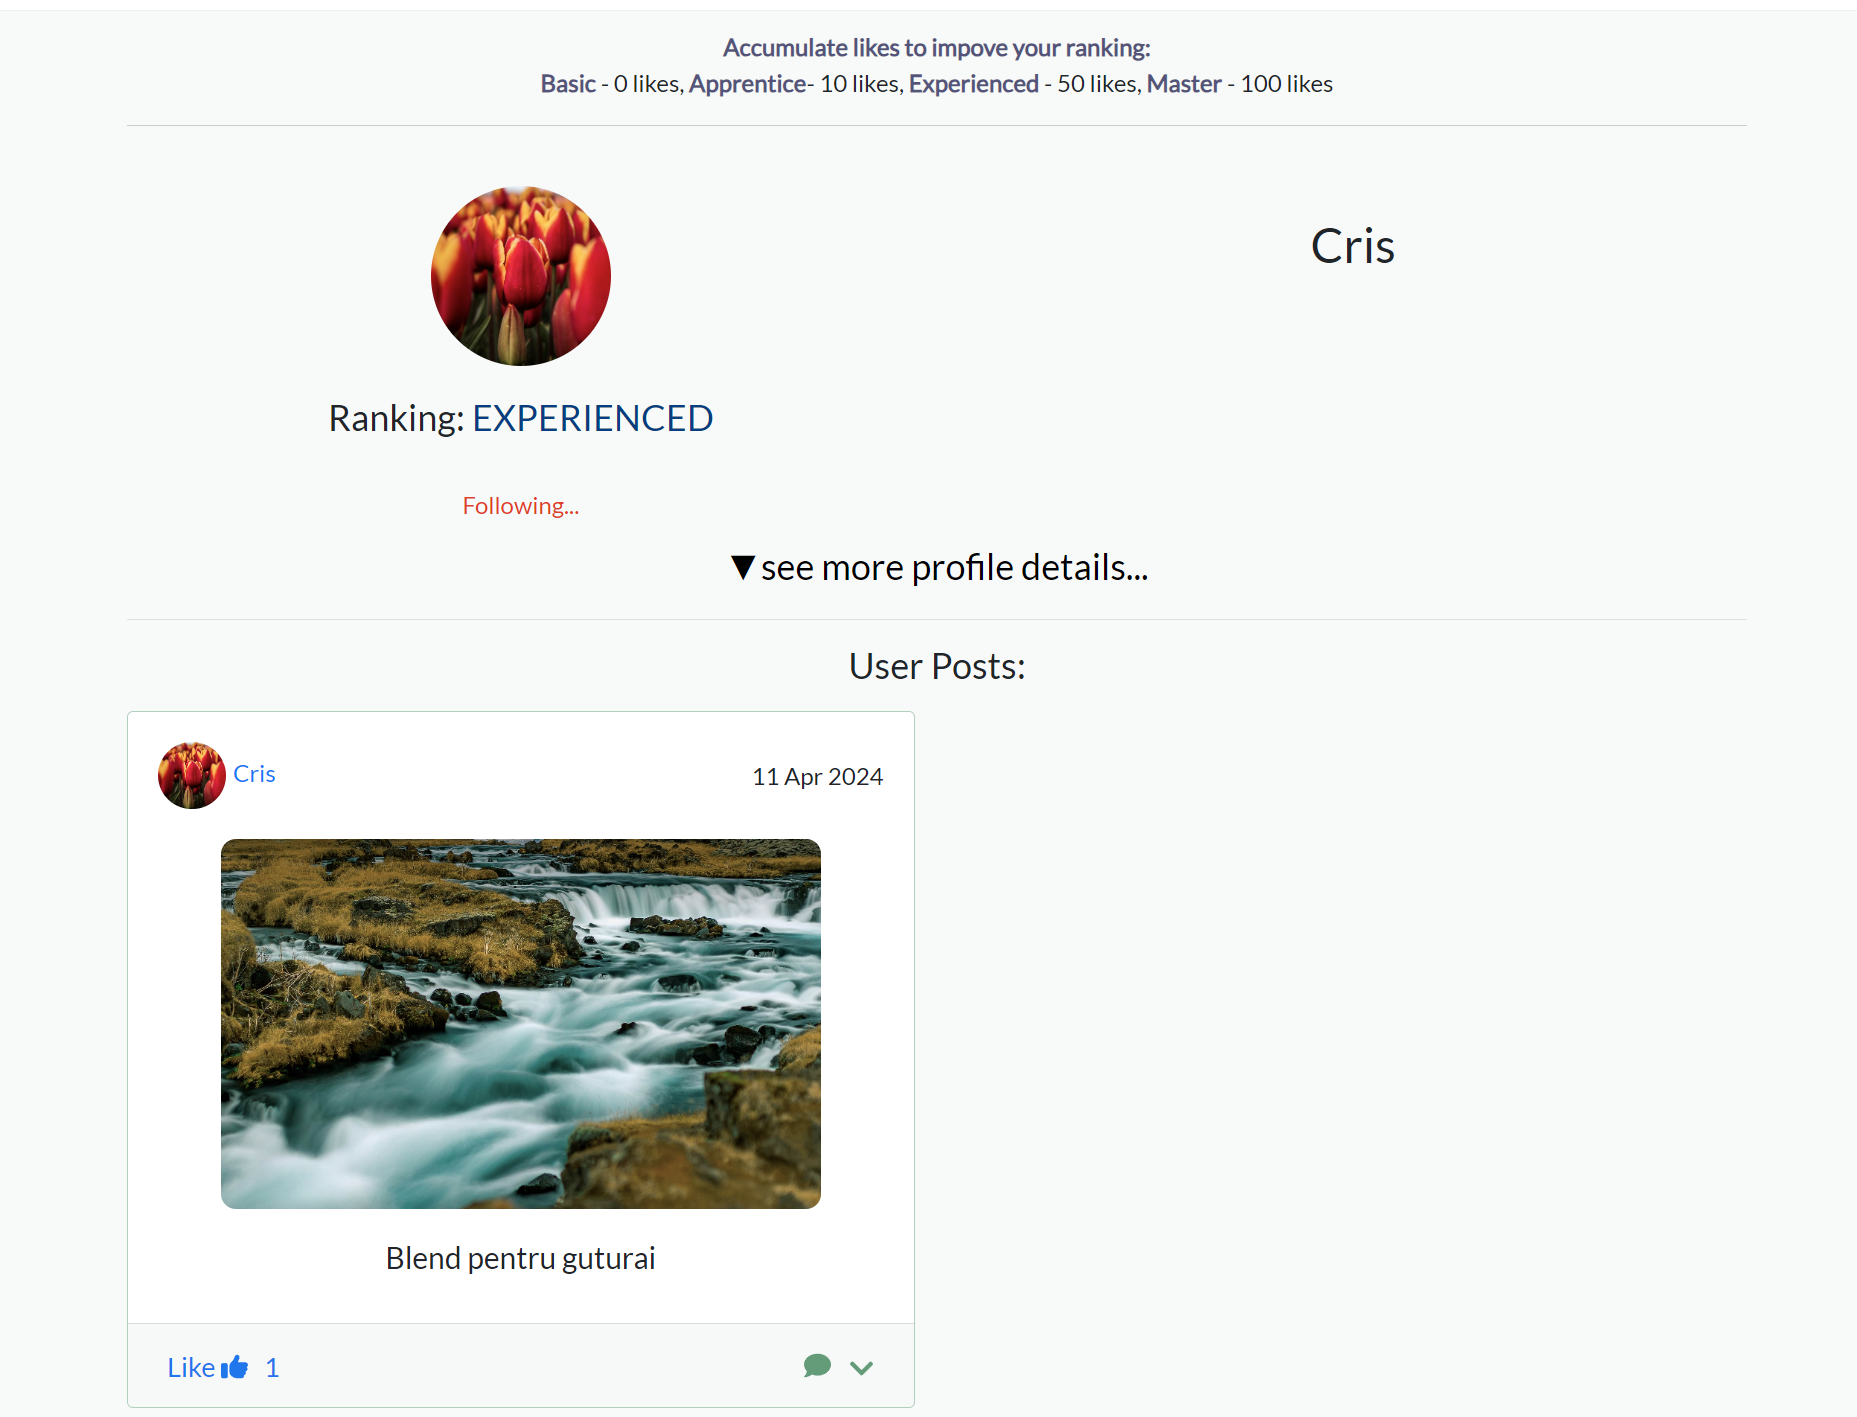 Accumulate likes to impove your ranking:
Basic - 0 likes, Apprentice- 10 likes, Experienced - 50 likes, Master - 100 likes
Cris
Ranking: EXPERIENCED
Following...
▼see more profile details...
User Posts:
Cris
11 Apr 2024
Blend pentru guturai
Like 1